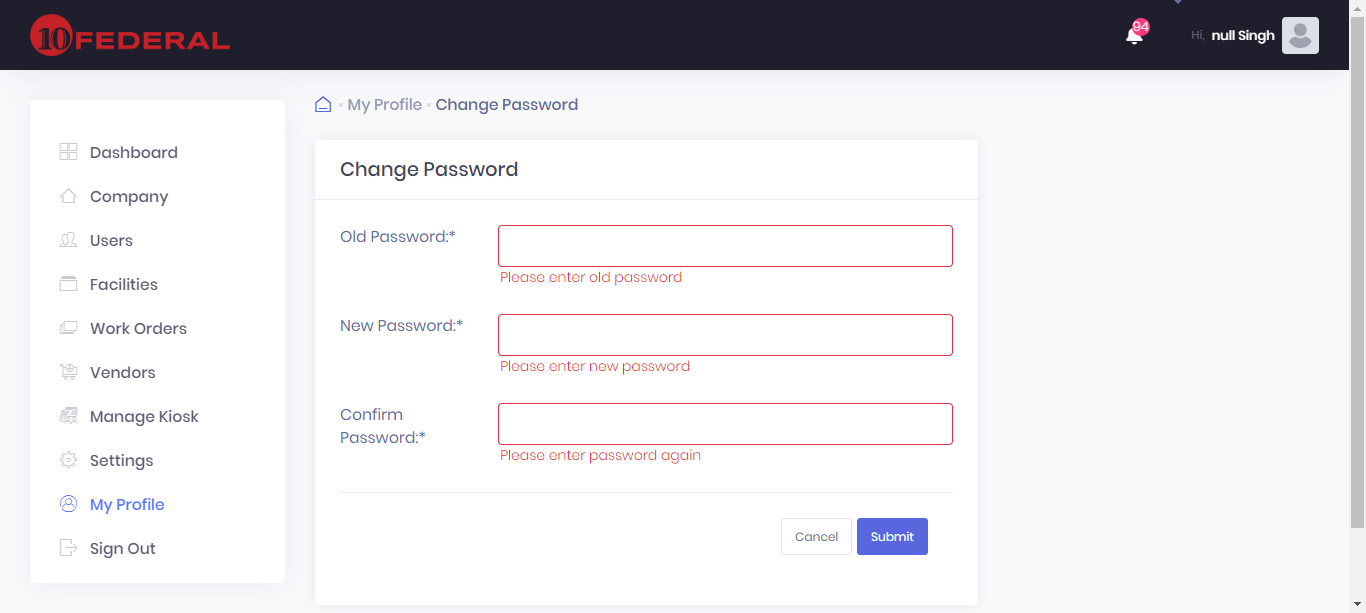 10 FEDERAL
94
Hi, null Singh
My Profile Change Password
Dashboard
Company
Users
Facilities
Work Orders
Vendors
Manage Kiosk
Settings
My Profile
Sign Out
Change Password
Old Password:*
Please enter old password
New Password:*
Please enter new password
Confirm
Password:*
Please enter password again
Cancel Submit